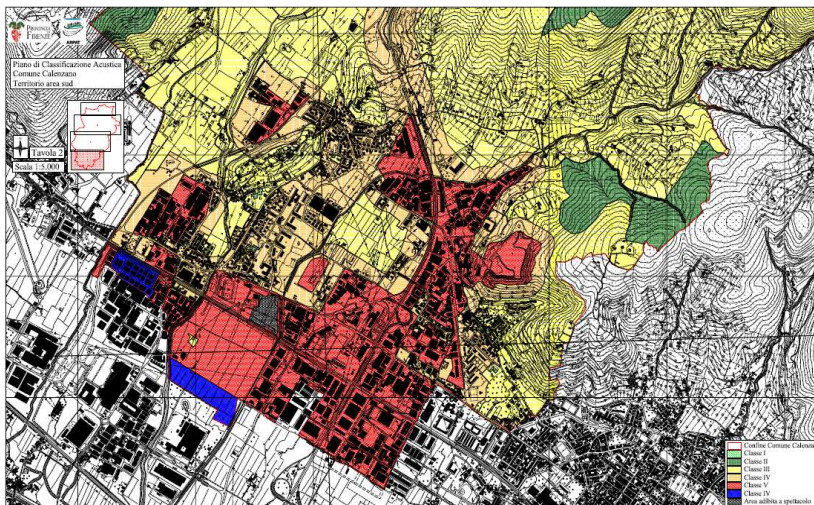 PROVINCIA
DI
FIRENZE
Piano di Classificazione Acustica
Comune Calenzano
Territorio area sud
Tavola 2
Scala 1:5.000
Confine Comune Calenza
Classe I
Classe II
Classe III
Classe IV
Classe V
Classe IV
Area adibita a spettacolo